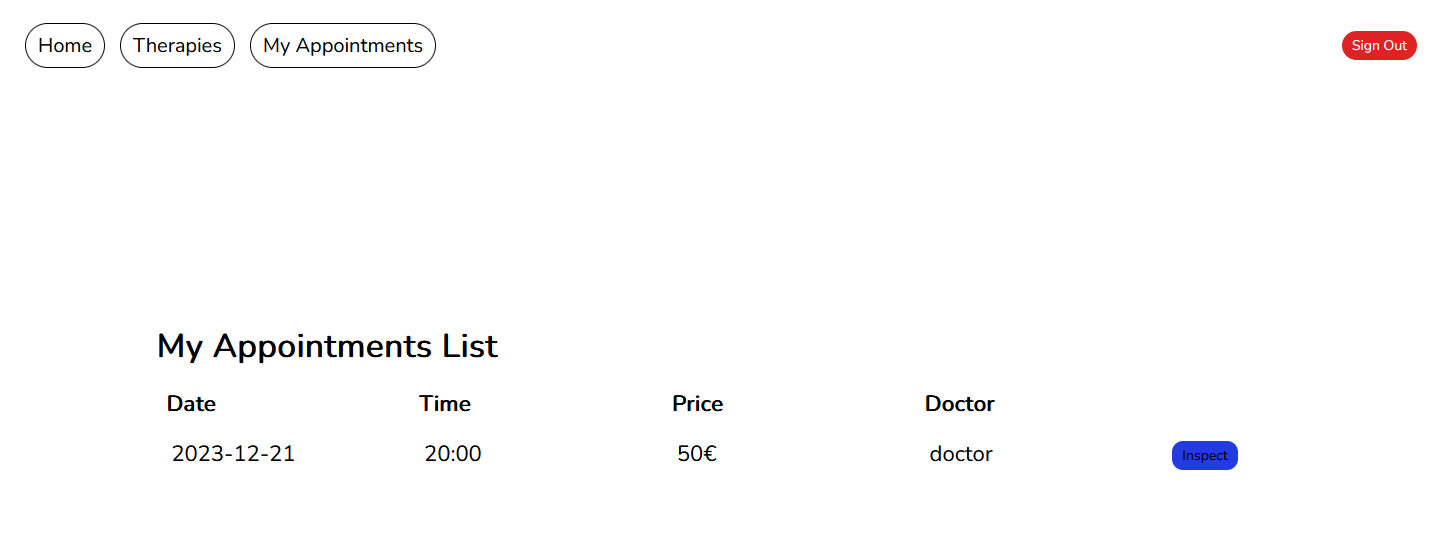 Home Therapies My Appointments Sign Out
My Appointments List
Date Time Price Doctor
2023-12-21 20:00 50€ doctor Inspect